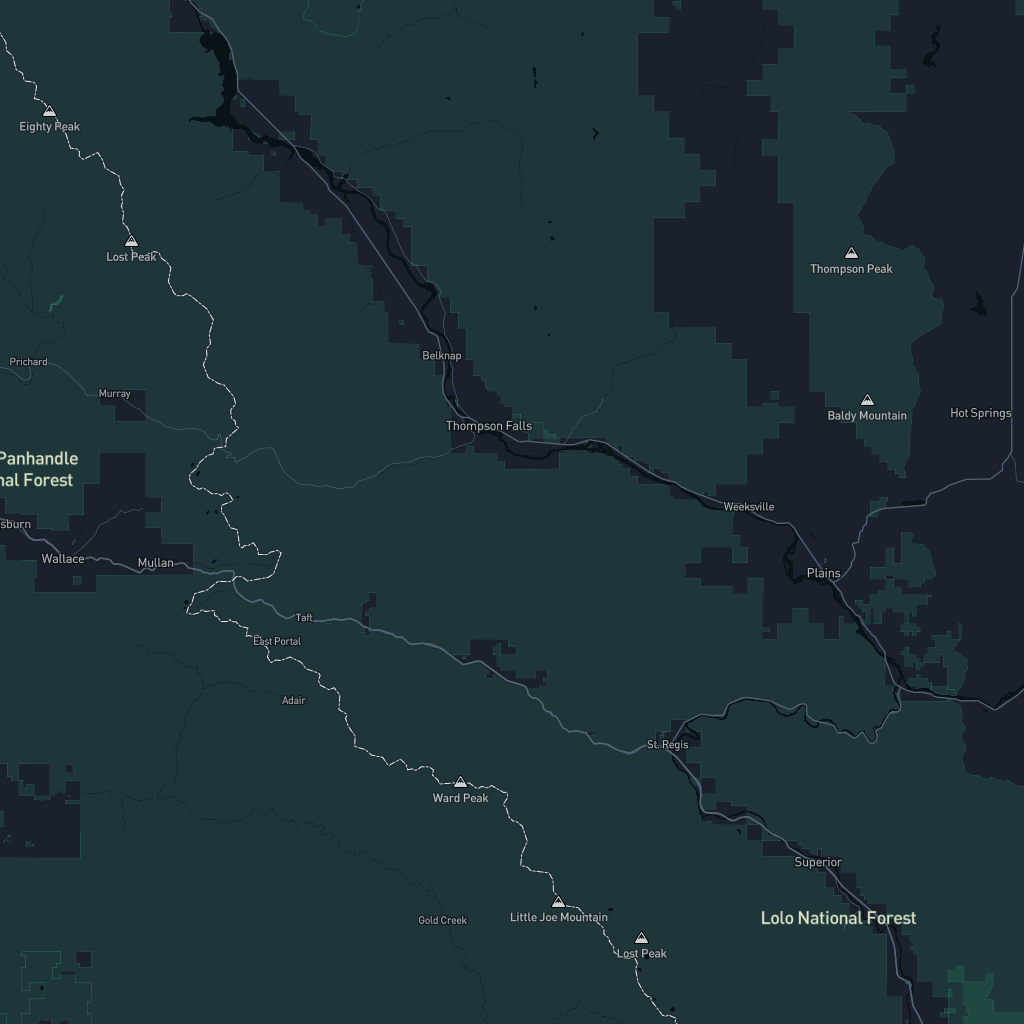 Eighty Peak
Lost Peak
Thompson Peak
Belknap
Prichard
Murray
Baldy Mountain
Hot Springs
Thompson Falls
Panhandle
nal Forest
Weeksville
sburn
Wallace
Mullan
Plains
Taft
East Portal
Adair
St. Regis
Ward Peak
Superior
Gold Creek
Little Joe Mountain
Lolo National Forest
Lost Peak